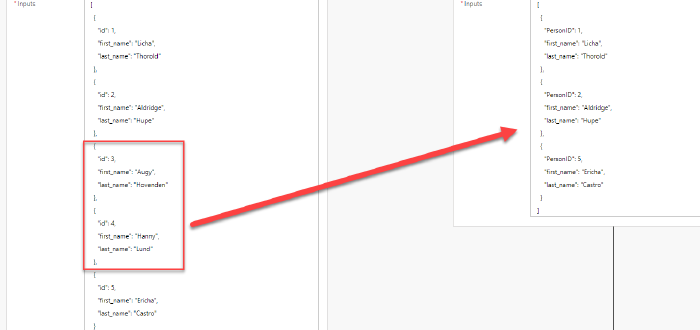 * Inputs
[
{
"id": 1,
"first_name": "Licha",
"last_name": "Thorold"
},
{
"id": 2,
"first_name": "Aldridge",
"last_name": "Hupe"
},
{
"id": 3,
"first_name": "Augy",
"last_name": "Hovenden"
},
{
"id": 4,
"first_name": "Hanny",
"last_name": "Lund"
},
{
"id": 5,
"first_name": "Ericha",
"last_name": "Castro"
}
* Inputs
[
{
"PersonID": 1,
"first_name": "Licha",
"last_name": "Thorold"
},
{
"PersonID": 2,
"first_name": "Aldridge",
"last_name": "Hupe"
},
{
"PersonID": 5,
"first_name": "Ericha",
"last_name": "Castro"
}
]